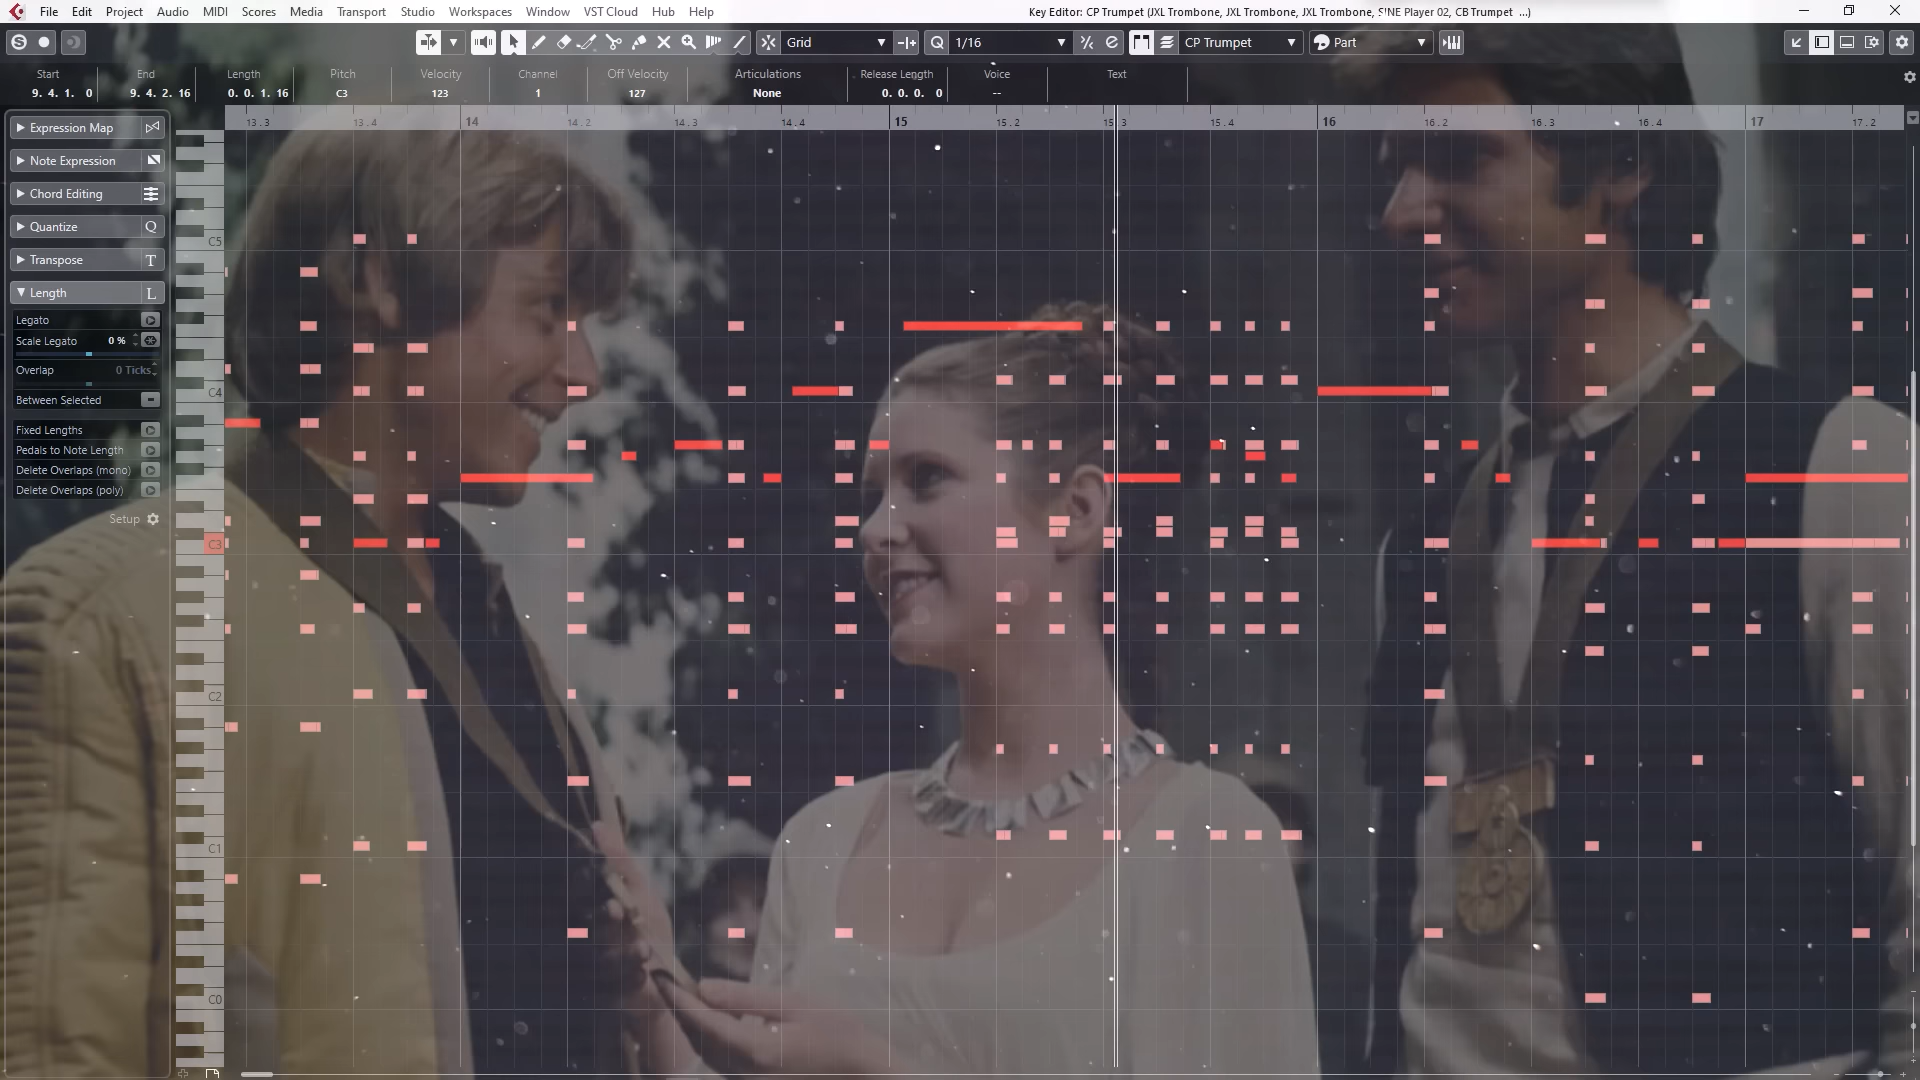 File Edit Project Audio MIDI Scores Media Transport Studio Workspaces Window VST Cloud Hub Help
Key Editor: CP Trumpet (JXL Trombone, JXL Trombone, JXL Trombone, SINE Player 02, CB Trumpet ...)
S Grid Q 1/16 CP Trumpet Part
Start End Length Pitch Velocity Channel Off Velocity Articulations Release Length Voice Text
9. 4. 1. 0 9. 4. 2. 16 0. 0. 1. 16 C3 123 1 127 None 0. 0. 0. 0 --
13.3 13.4 14 14.2 14.3 14.4 15 15.2 15.3 15.4 16 16.2 16.3 16.4 17 17.2
Expression Map
Note Expression
Chord Editing
Quantize Q
Transpose T
Length L
Legato
Scale Legato 0 %
Overlap 0 Ticks
Between Selected
Fixed Lengths
Pedals to Note Length
Delete Overlaps (mono)
Delete Overlaps (poly)
Setup
C5
C4
C3
C2
C1
C0